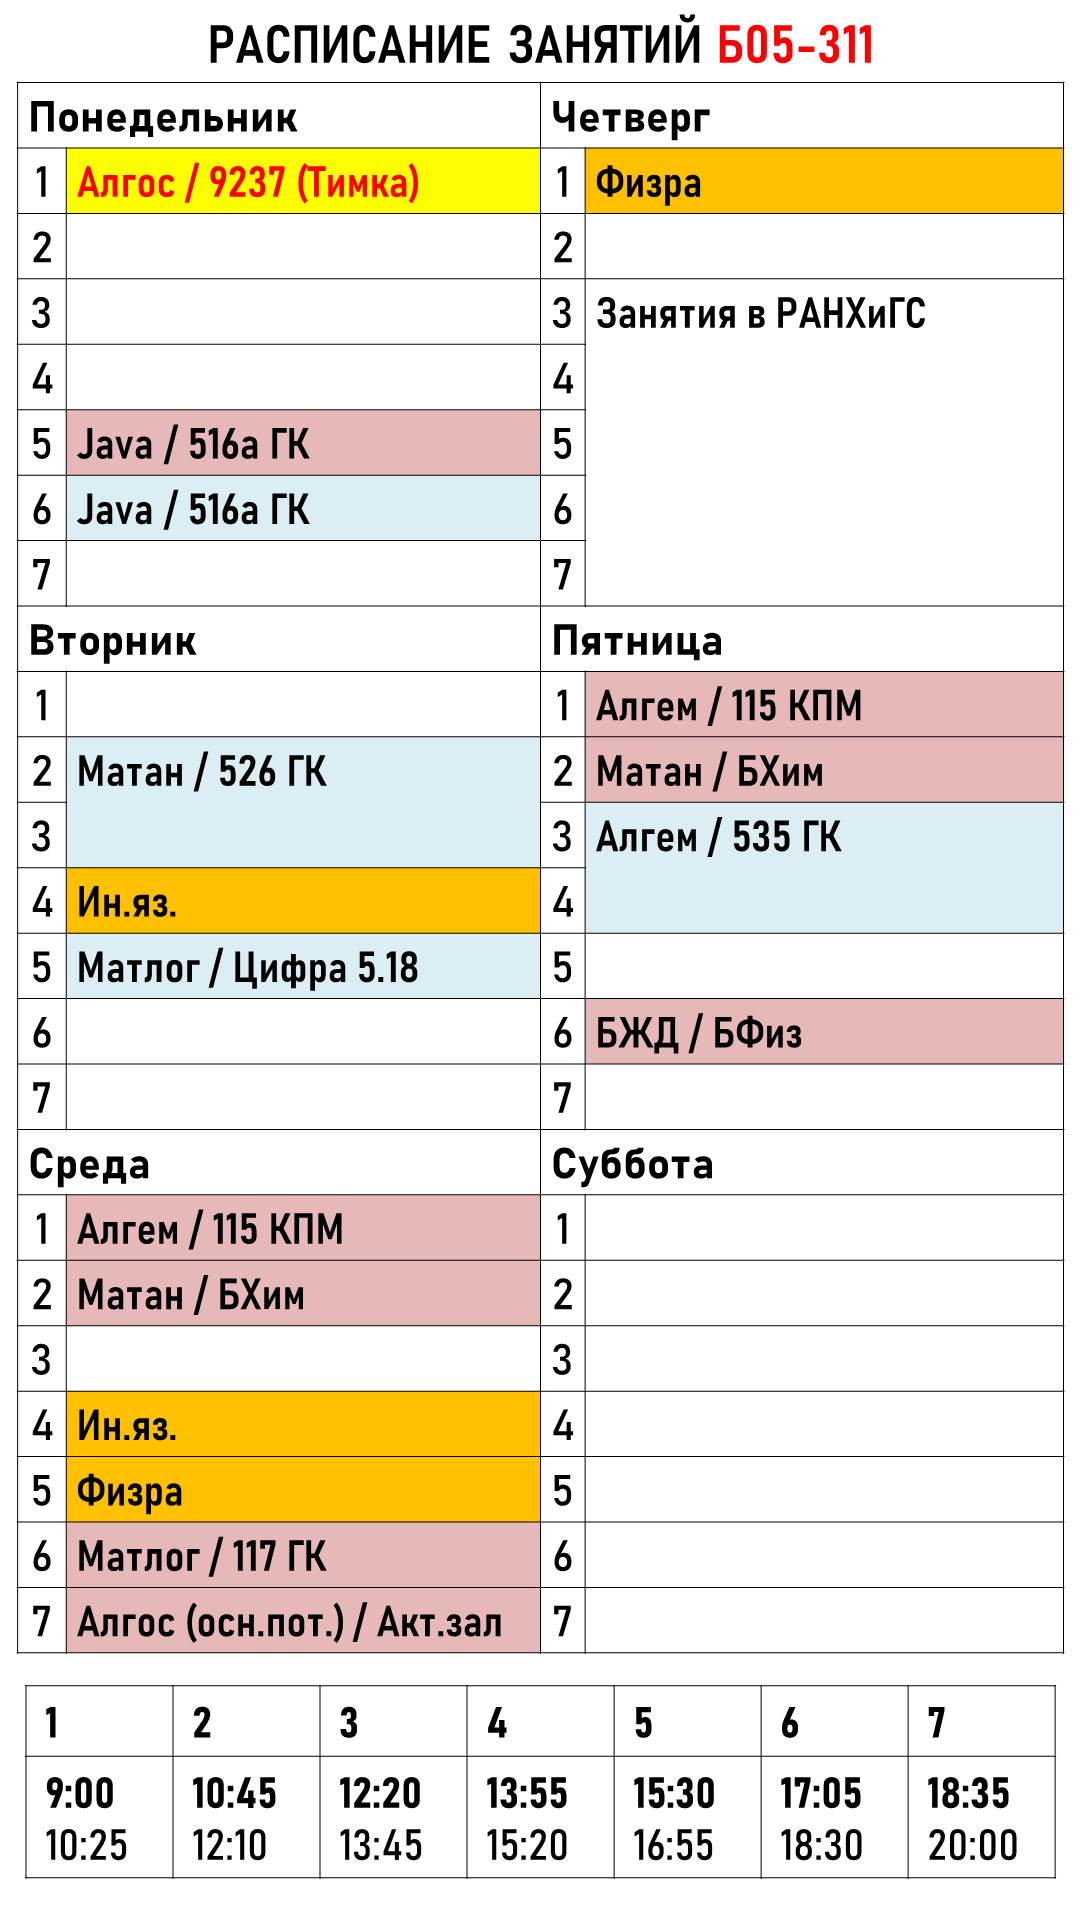 РАСПИСАНИЕ ЗАНЯТИЙ Б05-311
Понедельник
1 Алгос / 9237 (Тимка)
2
3
4
5 Java / 516а ГК
6 Java / 516а ГК
7
Вторник
1
2 Матан / 526 ГК
3
4 Ин.яз.
5 Матлог / Цифра 5.18
6
7
Среда
1 Алгем / 115 КПМ
2 Матан / БХим
3
4 Ин.яз.
5 Физра
6 Матлог / 117 ГК
7 Алгос (осн.пот.) / Акт.зал
Четверг
1 Физра
2
3 Занятия в РАНХиГС
4
5
6
7
Пятница
1 Алгем / 115 КПМ
2 Матан / БХим
3 Алгем / 535 ГК
4
5
6 БЖД / БФиз
7
Суббота
1
2
3
4
5
6
7
1 2 3 4 5 6 7
9:00 10:45 12:20 13:55 15:30 17:05 18:35
10:25 12:10 13:45 15:20 16:55 18:30 20:00